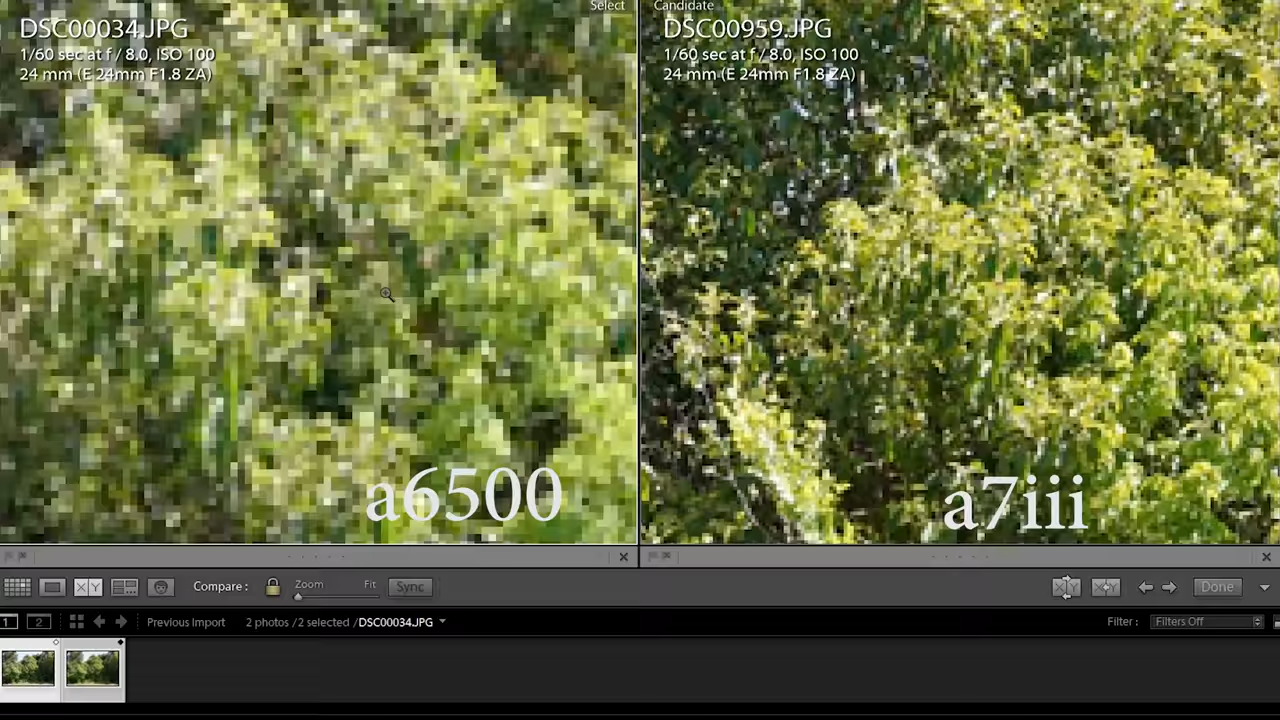 Select
DSC00034.JPG
1/60 sec at f / 8.0, ISO 100
24 mm (E 24mm F1.8 ZA)
a6500
Candidate
DSC00959.JPG
1/60 sec at f / 8.0, ISO 100
24 mm (E 24mm F1.8 ZA)
a7iii
X Y
Compare :
Zoom
Fit
Sync
X Y
X Y
Done
1
2
Previous Import
2 photos / 2 selected / DSC00034.JPG
Filter :
Filters Off